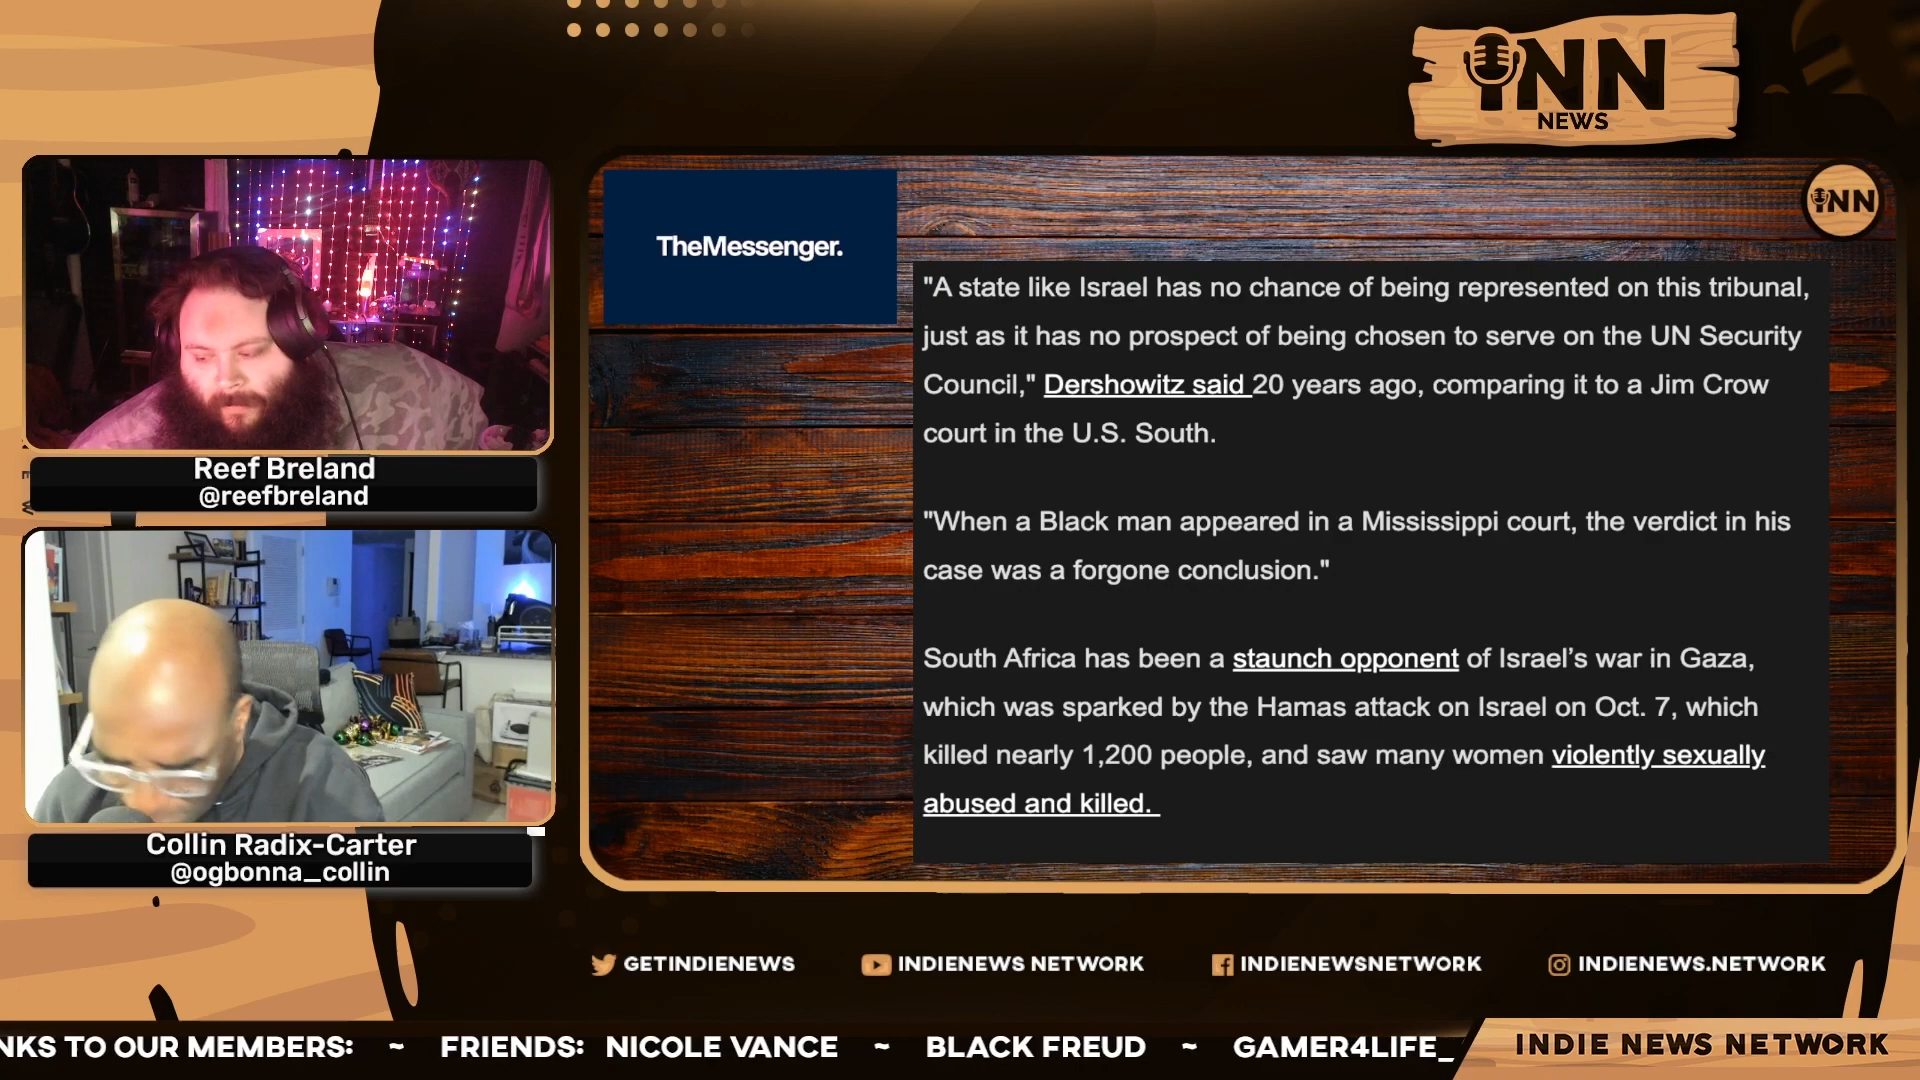 iNN
NEWS
TheMessenger.
iNN
"A state like Israel has no chance of being represented on this tribunal,
just as it has no prospect of being chosen to serve on the UN Security
Council," Dershowitz said 20 years ago, comparing it to a Jim Crow
court in the U.S. South.
"When a Black man appeared in a Mississippi court, the verdict in his
case was a forgone conclusion."
South Africa has been a staunch opponent of Israel’s war in Gaza,
which was sparked by the Hamas attack on Israel on Oct. 7, which
killed nearly 1,200 people, and saw many women violently sexually
abused and killed.
Reef Breland
@reefbreland
Collin Radix-Carter
@ogbonna_collin
GETINDIENEWS
INDIENEWS NETWORK
INDIENEWSNETWORK
INDIENEWS.NETWORK
NKS TO OUR MEMBERS: ~ FRIENDS: NICOLE VANCE ~ BLACK FREUD ~ GAMER4LIFE_
INDIE NEWS NETWORK